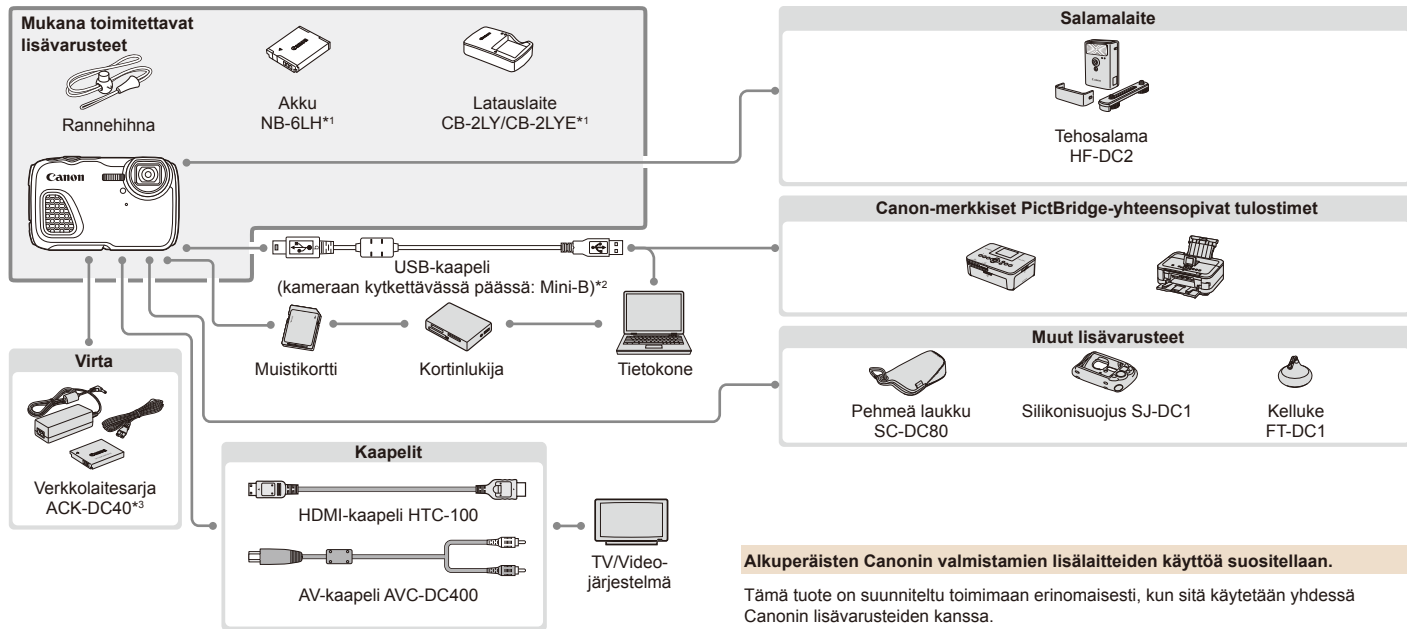 Mukana toimitettavat
lisävarusteet
Rannehihna
Akku
NB-6LH*1
Latauslaite
CB-2LY/CB-2LYE*1
Canon
USB-kaapeli
(kameraan kytkettävässä päässä: Mini-B)*2
Muistikortti
Kortinlukija
Tietokone
Virta
Verkkolaitesarja
ACK-DC40*3
Kaapelit
HDMI-kaapeli HTC-100
AV-kaapeli AVC-DC400
TV/Video-
järjestelmä
Salamalaite
Tehosalama
HF-DC2
Canon-merkkiset PictBridge-yhteensopivat tulostimet
Muut lisävarusteet
Pehmeä laukku
SC-DC80
Silikonisuojus SJ-DC1
Kelluke
FT-DC1
Alkuperäisten Canonin valmistamien lisälaitteiden käyttöä suositellaan.
Tämä tuote on suunniteltu toimimaan erinomaisesti, kun sitä käytetään yhdessä
Canonin lisävarusteiden kanssa.